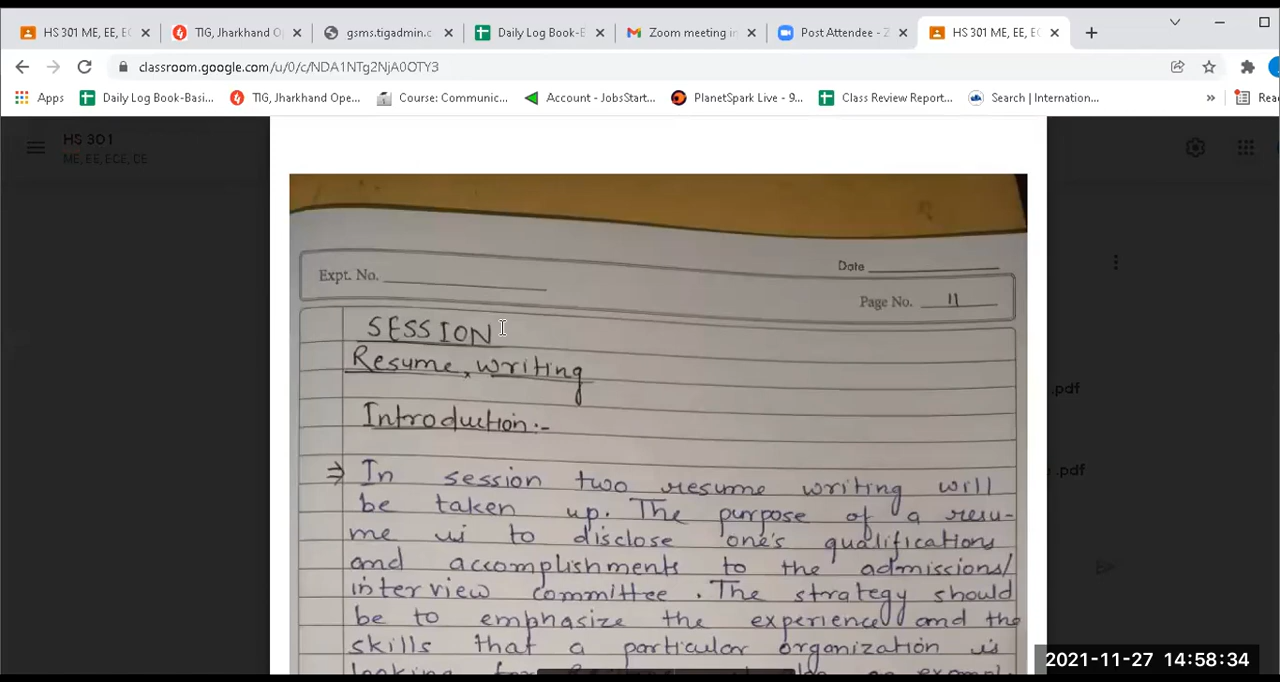 HS 301 ME, EE, EC
TIG, Jharkhand O
gsms.tigadmin.c
Daily Log Book-E
Zoom meeting in
Post Attendee - Z
HS 301 ME, EE, EC
classroom.google.com/u/0/c/NDA1NTg2NjA0OTY3
Apps
Daily Log Book-Basi...
TIG, Jharkhand Ope...
Course: Communic...
Account - JobsStart...
PlanetSpark Live - 9...
Class Review Report...
Search | Internation...
»
Rea
HS 301
ME, EE, ECE, CE
Date
Expt. No.
Page No. 11
SESSION
Resume, writing
Introduction :-
⇒ In session two resume writing will
be taken up. The purpose of a resu-
me is to disclose one's qualifications
and accomplishments to the admissions/
interview committee. The strategy should
be to emphasize the experience and the
skills that a particular organization is
.pdf
.pdf
2021-11-27 14:58:34